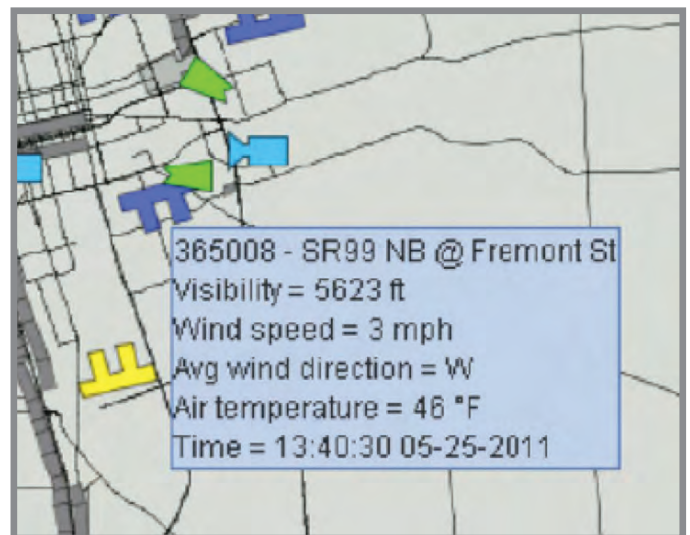 365008 - SR99 NB @ Fremont St
Visibility = 5623 ft
Wind speed = 3 mph
Avg wind direction = W
Air temperature = 46 °F
Time = 13:40:30 05-25-2011